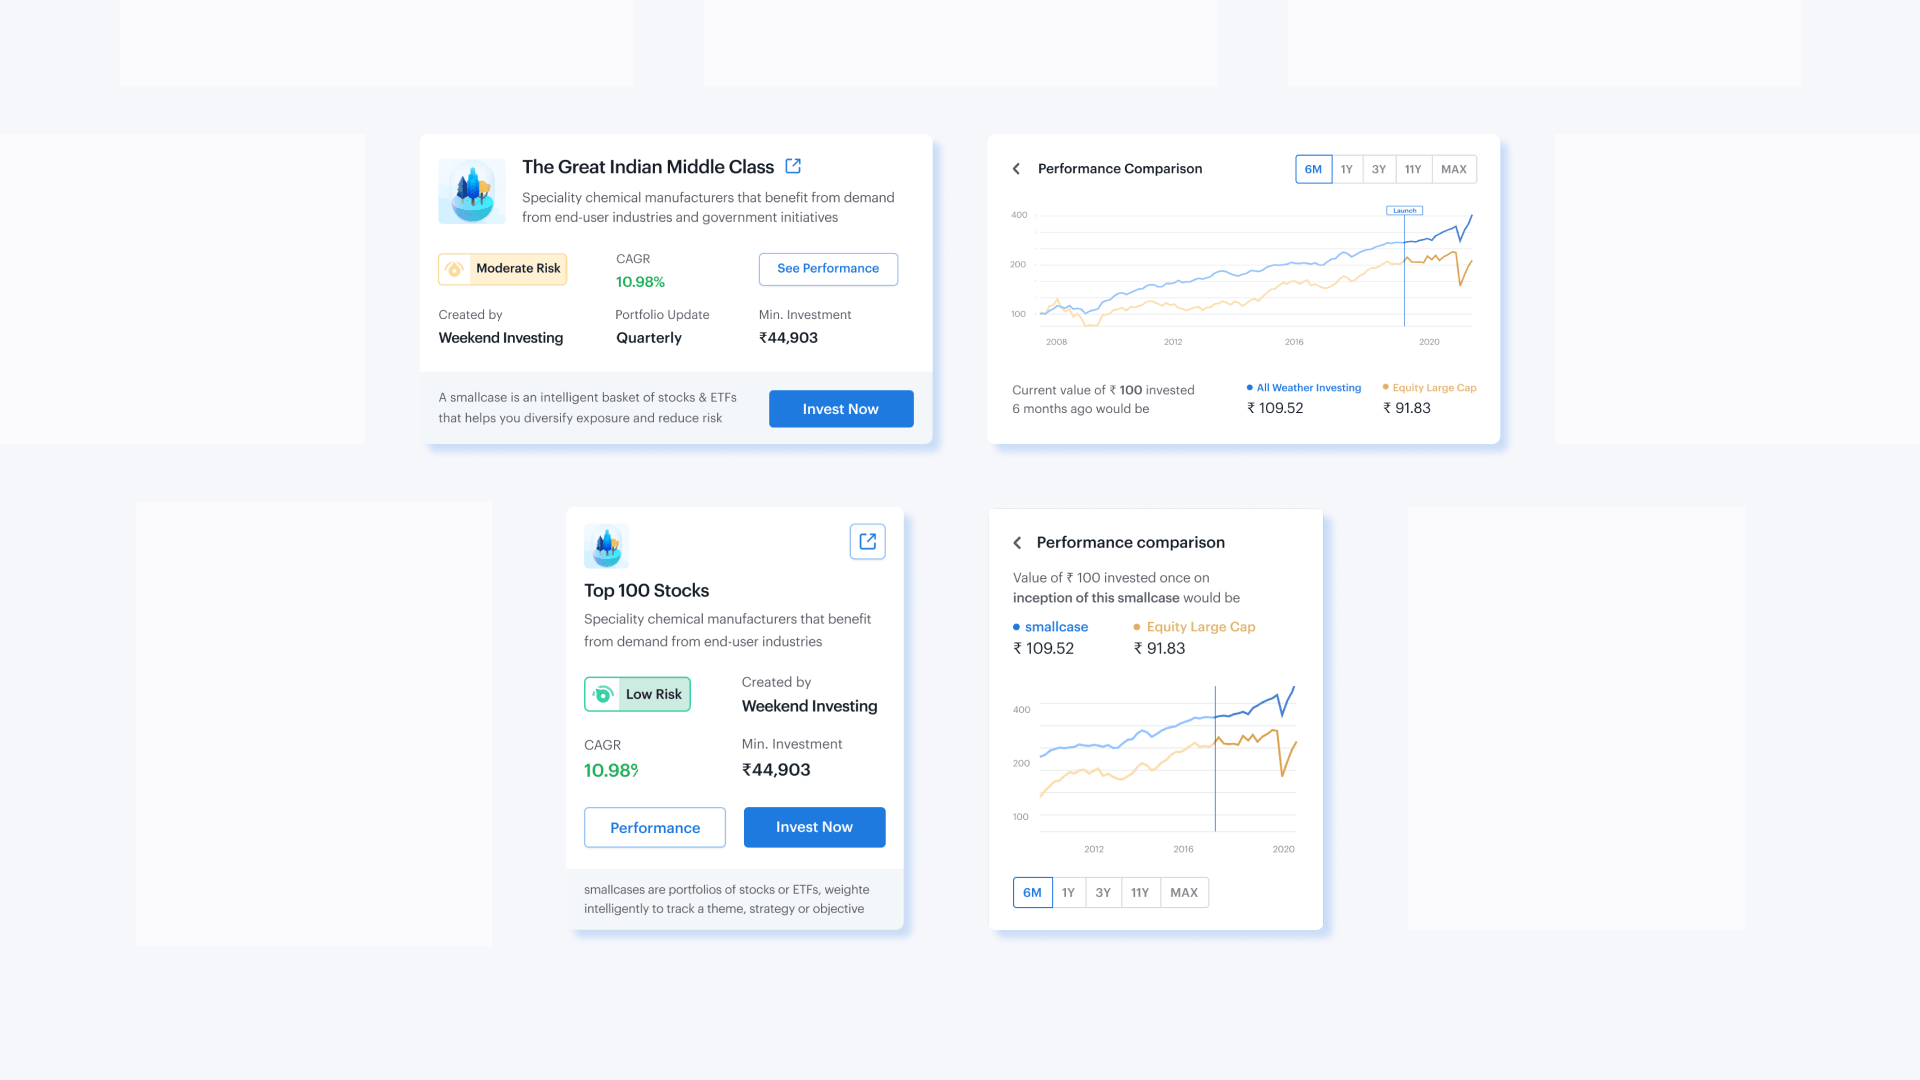 The Great Indian Middle Class
Speciality chemical manufacturers that benefit from demand
from end-user industries and government initiatives
Moderate Risk
CAGR
10.98%
See Performance
Created by
Weekend Investing
Portfolio Update
Quarterly
Min. Investment
₹44,903
A smallcase is an intelligent basket of stocks & ETFs
that helps you diversify exposure and reduce risk
Invest Now
Performance Comparison
6M 1Y 3Y 11Y MAX
Launch
400
200
100
2008 2012 2016 2020
Current value of ₹ 100 invested
6 months ago would be
All Weather Investing
₹ 109.52
Equity Large Cap
₹ 91.83
Top 100 Stocks
Speciality chemical manufacturers that benefit
from demand from end-user industries
Low Risk
Created by
Weekend Investing
CAGR
10.98%
Min. Investment
₹44,903
Performance
Invest Now
smallcases are portfolios of stocks or ETFs, weighte
intelligently to track a theme, strategy or objective
Performance comparison
Value of ₹ 100 invested once on
inception of this smallcase would be
smallcase
₹ 109.52
Equity Large Cap
₹ 91.83
400
200
100
2012 2016 2020
6M 1Y 3Y 11Y MAX